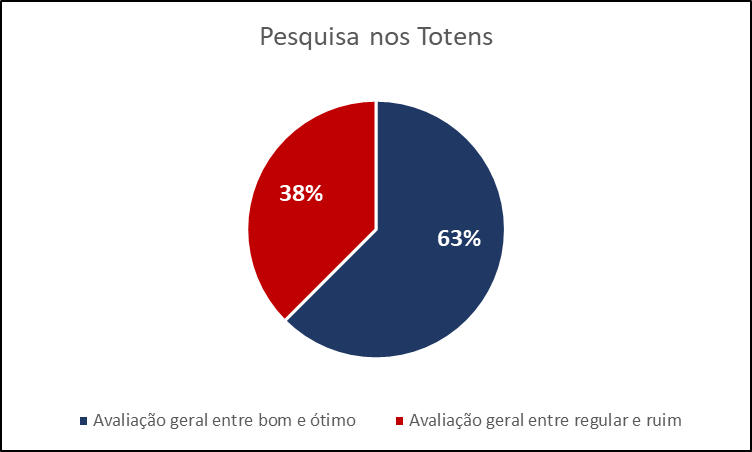 Pesquisa nos Totens
38%
63%
Avaliação geral entre bom e ótimo
Avaliação geral entre regular e ruim